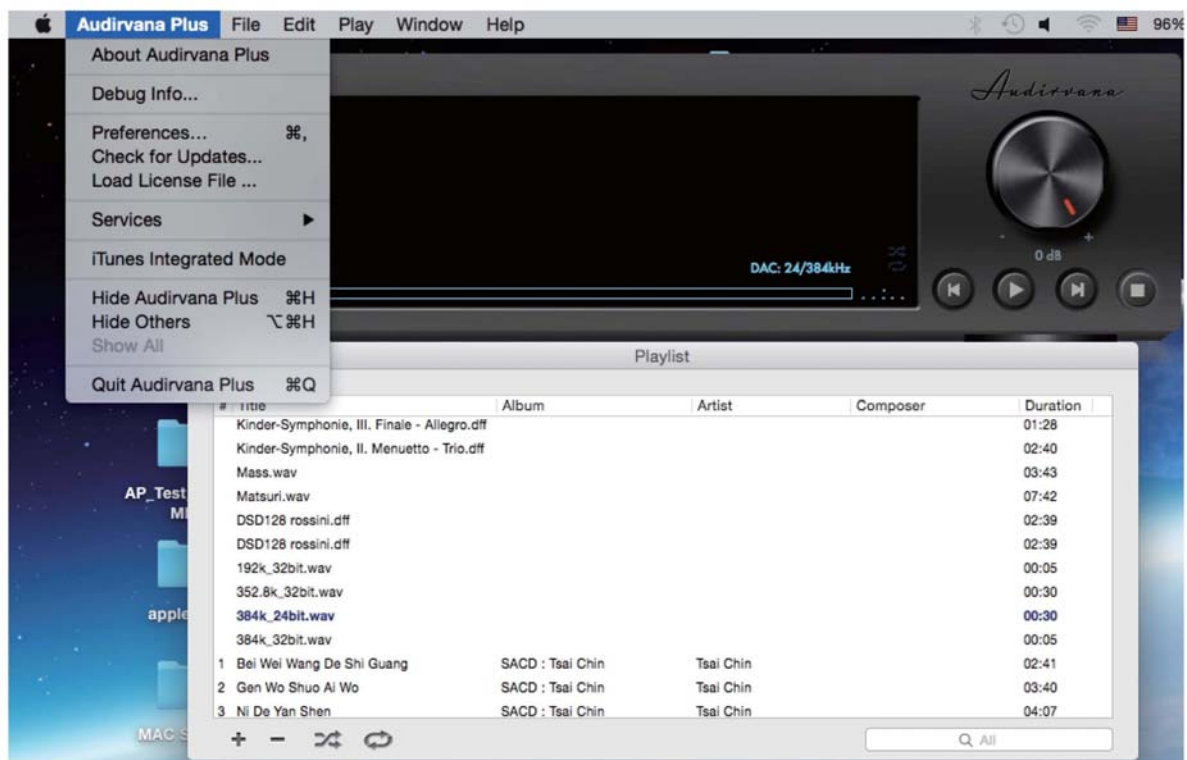 Audirvana Plus File Edit Play Window Help 96%
About Audirvana Plus
Debug Info...
Preferences... ⌘,
Check for Updates...
Load License File ...
Services ▶
iTunes Integrated Mode
Hide Audirvana Plus ⌘H
Hide Others ⌥⌘H
Show All
Quit Audirvana Plus ⌘Q
Audirvana
- +
0 dB
DAC: 24/384kHz
Playlist
# Title Album Artist Composer Duration
Kinder-Symphonie, III. Finale - Allegro.dff 01:28
Kinder-Symphonie, II. Menuetto - Trio.dff 02:40
Mass.wav 03:43
Matsuri.wav 07:42
DSD128 rossini.dff 02:39
DSD128 rossini.dff 02:39
192k_32bit.wav 00:05
352.8k_32bit.wav 00:30
384k_24bit.wav 00:30
384k_32bit.wav 00:05
1 Bei Wei Wang De Shi Guang SACD : Tsai Chin Tsai Chin 02:41
2 Gen Wo Shuo Ai Wo SACD : Tsai Chin Tsai Chin 03:40
3 Ni De Yan Shen SACD : Tsai Chin Tsai Chin 04:07
All
AP_Test
apple
MAC S